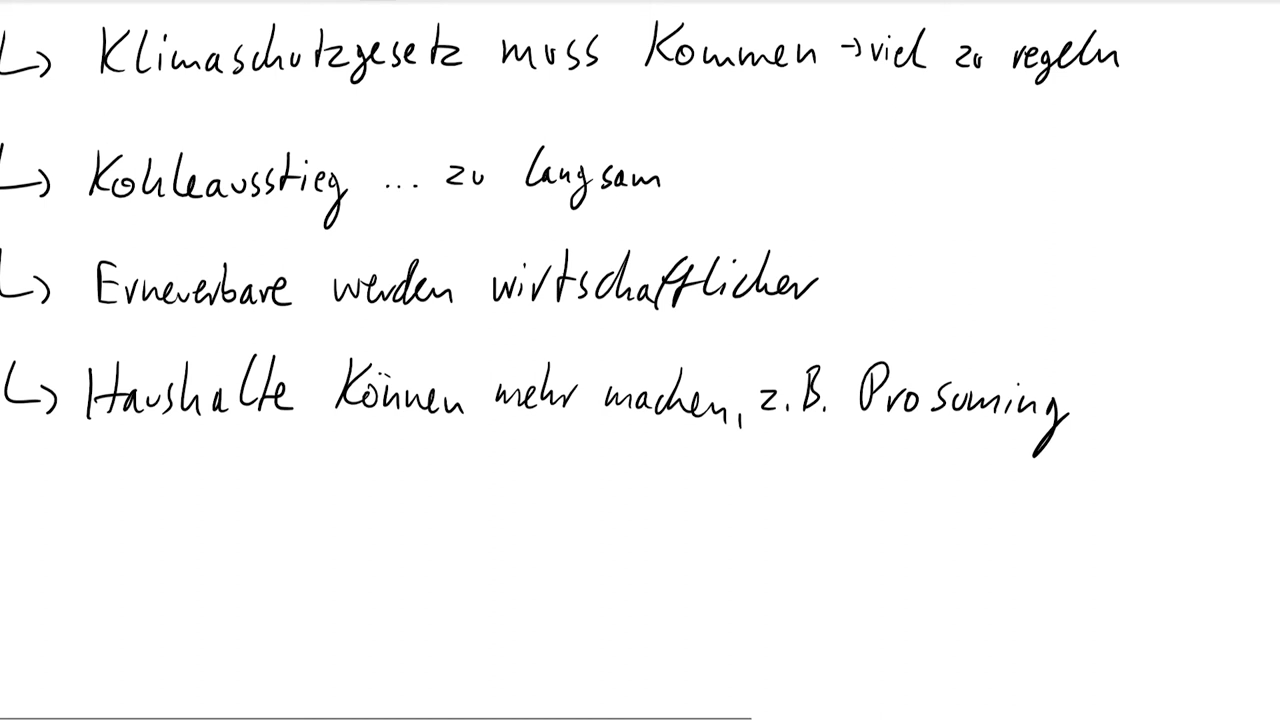 ↳ Klimaschutzgesetz muss kommen → viel zu regeln
↳ Kohleausstieg ... zu langsam
↳ Erneuerbare werden wirtschaftlicher
↳ Haushalte können mehr machen, z.B. Prosuming